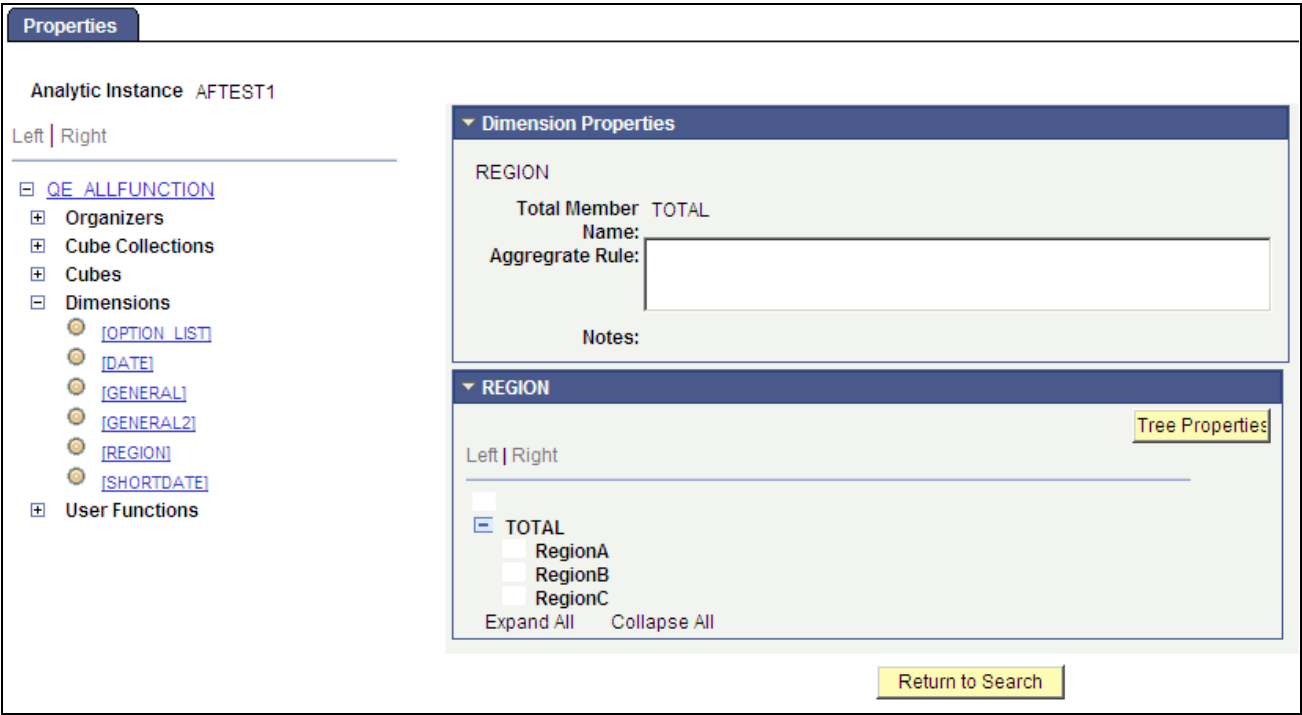 Properties
Analytic Instance AFTEST1
Left | Right
QE_ALLFUNCTION
Organizers
Cube Collections
Cubes
Dimensions
[OPTION_LIST]
[DATE]
[GENERAL]
[GENERAL2]
[REGION]
[SHORTDATE]
User Functions
Dimension Properties
REGION
Total Member TOTAL
Name:
Aggregrate Rule:
Notes:
REGION
Tree Properties
Left | Right
TOTAL
RegionA
RegionB
RegionC
Expand All Collapse All
Return to Search